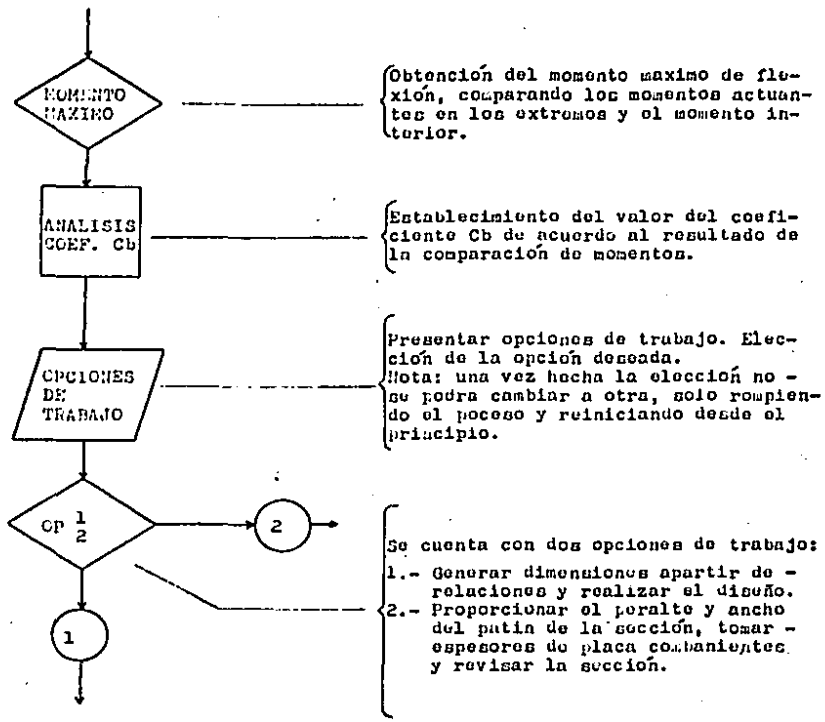 MOMENTO
MAXIMO
Obtención del momento maximo de fle-
xión, comparando los momentos actuan-
tes en los extremos y el momento in-
terior.
ANALISIS
COEF. Cb
Establecimiento del valor del coefi-
ciente Cb de acuerdo al resultado de
la comparación de momentos.
OPCIONES
DE
TRABAJO
Presentar opciones de trabajo. Elec-
ción de la opción deseada.
Nota: una vez hecha la elección no -
se podra cambiar a otra, solo rompien-
do el poceso y reiniciando desde el
principio.
OP 1
2
2
1
Se cuenta con dos opciones de trabajo:
1.- Generar dimensiones apartir de -
relaciones y realizar el diseño.
2.- Proporcionar el peralte y ancho
del patin de la sección, tomar -
espesores de placa
y revisar la sección.